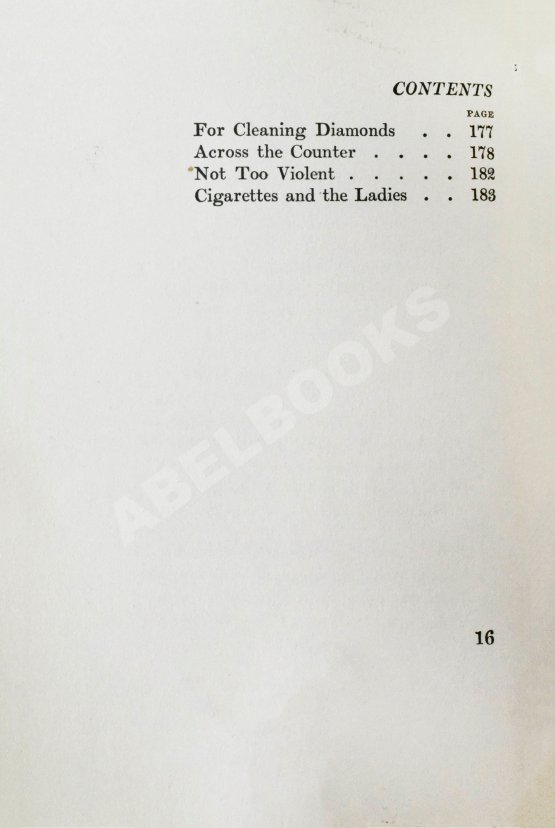 CONTENTS
PAGE
For Cleaning Diamonds . . 177
Across the Counter . . . . 178
Not Too Violent . . . . . 182
Cigarettes and the Ladies . . 183
ABELBOOKS
16